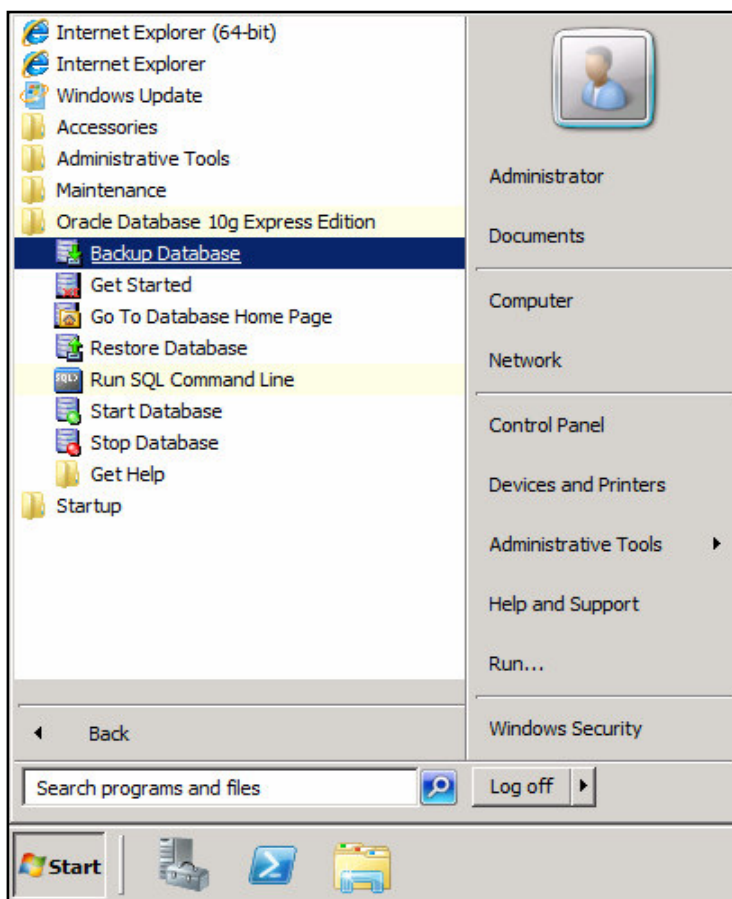 Internet Explorer (64-bit)
Internet Explorer
Windows Update
Accessories
Administrative Tools
Maintenance
Oracle Database 10g Express Edition
Backup Database
Get Started
Go To Database Home Page
Restore Database
SQL>
Run SQL Command Line
Start Database
Stop Database
Get Help
Startup
Back
Search programs and files
Administrator
Documents
Computer
Network
Control Panel
Devices and Printers
Administrative Tools
Help and Support
Run...
Windows Security
Log off
Start